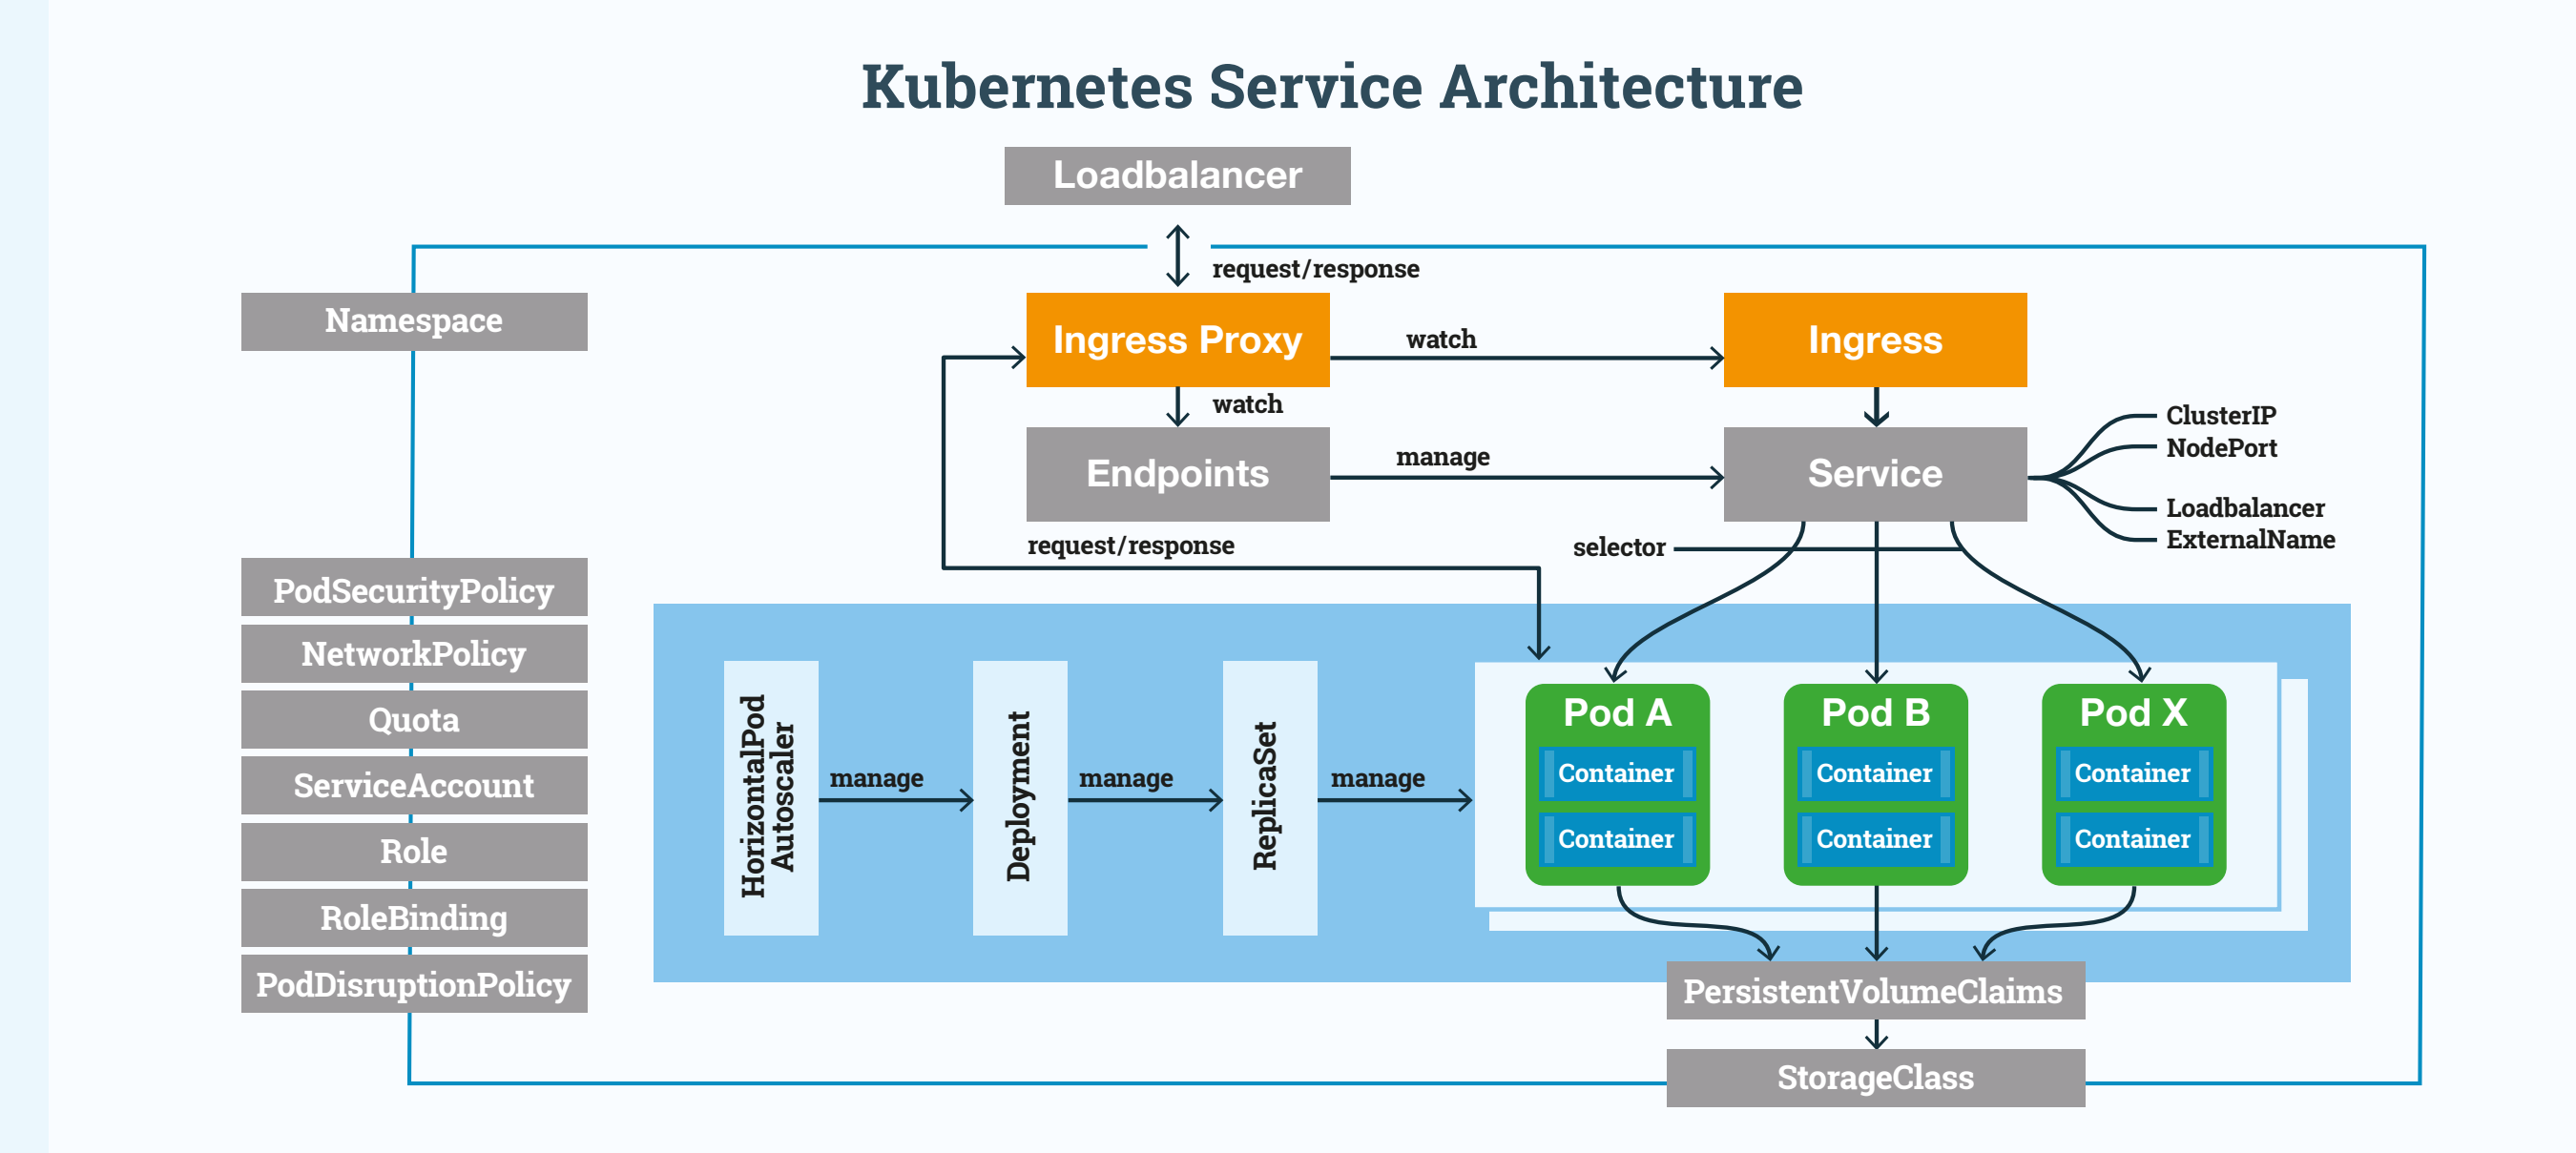 Kubernetes Service Architecture
Loadbalancer
request/response
Namespace
Ingress Proxy
watch
Ingress
watch
Endpoints
manage
Service
ClusterIP
NodePort
Loadbalancer
ExternalName
request/response
selector
PodSecurityPolicy
NetworkPolicy
Quota
ServiceAccount
Role
RoleBinding
PodDisruptionPolicy
HorizontalPod
Autoscaler
manage
Deployment
manage
ReplicaSet
manage
Pod A
Container
Container
Pod B
Container
Container
Pod X
Container
Container
PersistentVolumeClaims
StorageClass